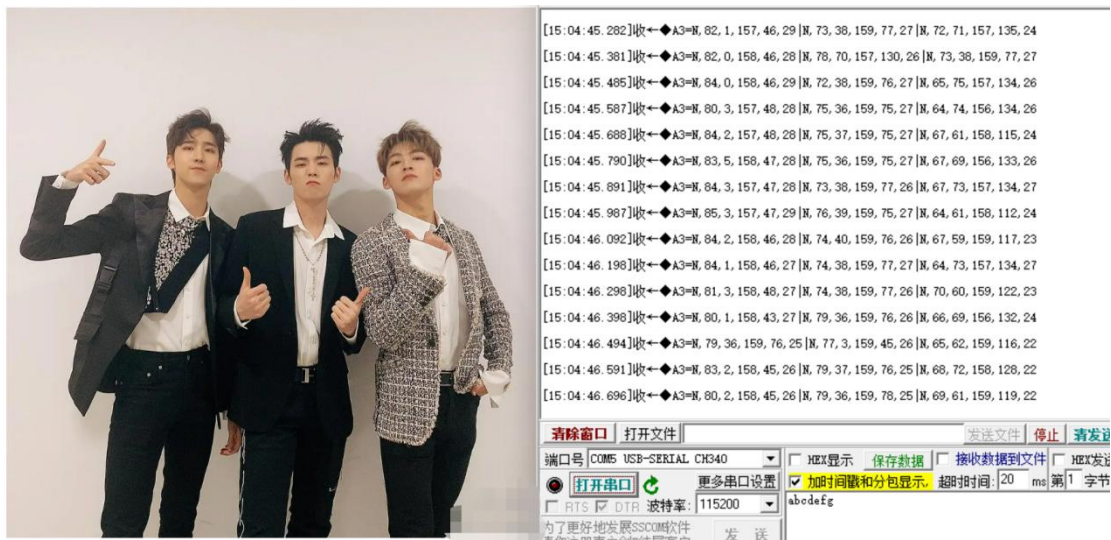 [15:04:45.282]收←◆A3=N,82,1,157,46,29|N,73,38,159,77,27|N,72,71,157,135,24
[15:04:45.381]收←◆A3=N,82,0,158,46,28|N,78,70,157,130,26|N,73,38,159,77,27
[15:04:45.485]收←◆A3=N,84,0,158,46,29|N,72,38,159,76,27|N,65,75,157,134,26
[15:04:45.587]收←◆A3=N,80,3,157,48,28|N,75,36,159,75,27|N,64,74,156,134,26
[15:04:45.688]收←◆A3=N,84,2,157,48,28|N,75,37,159,75,27|N,67,61,158,115,24
[15:04:45.790]收←◆A3=N,83,5,158,47,28|N,75,36,159,75,27|N,67,69,156,133,26
[15:04:45.891]收←◆A3=N,84,3,157,47,28|N,73,38,159,77,26|N,67,73,157,134,27
[15:04:45.987]收←◆A3=N,85,3,157,47,29|N,76,39,159,75,27|N,64,61,158,112,24
[15:04:46.092]收←◆A3=N,84,2,158,46,28|N,74,40,159,76,26|N,67,59,159,117,23
[15:04:46.198]收←◆A3=N,84,1,158,46,27|N,74,38,159,77,27|N,64,73,157,134,27
[15:04:46.298]收←◆A3=N,81,3,158,48,27|N,74,38,159,77,26|N,70,60,159,122,23
[15:04:46.398]收←◆A3=N,80,1,158,43,27|N,79,36,159,76,26|N,66,69,156,132,24
[15:04:46.494]收←◆A3=N,79,36,159,76,25|N,77,3,159,45,26|N,65,62,159,116,22
[15:04:46.591]收←◆A3=N,83,2,158,45,26|N,79,37,159,76,25|N,68,72,158,128,22
[15:04:46.696]收←◆A3=N,80,2,158,45,26|N,79,36,159,78,25|N,69,61,159,119,22
清除窗口 打开文件 发送文件 停止 清发送
端口号 COM5 USB-SERIAL CH340 HEX显示 保存数据 接收数据到文件 HEX发送
打开串口 更多串口设置 加时间戳和分包显示, 超时时间: 20 ms 第 1 字节
RTS DTR 波特率: 115200 abcdefg
为了更好地发展SSCOM软件 发 送